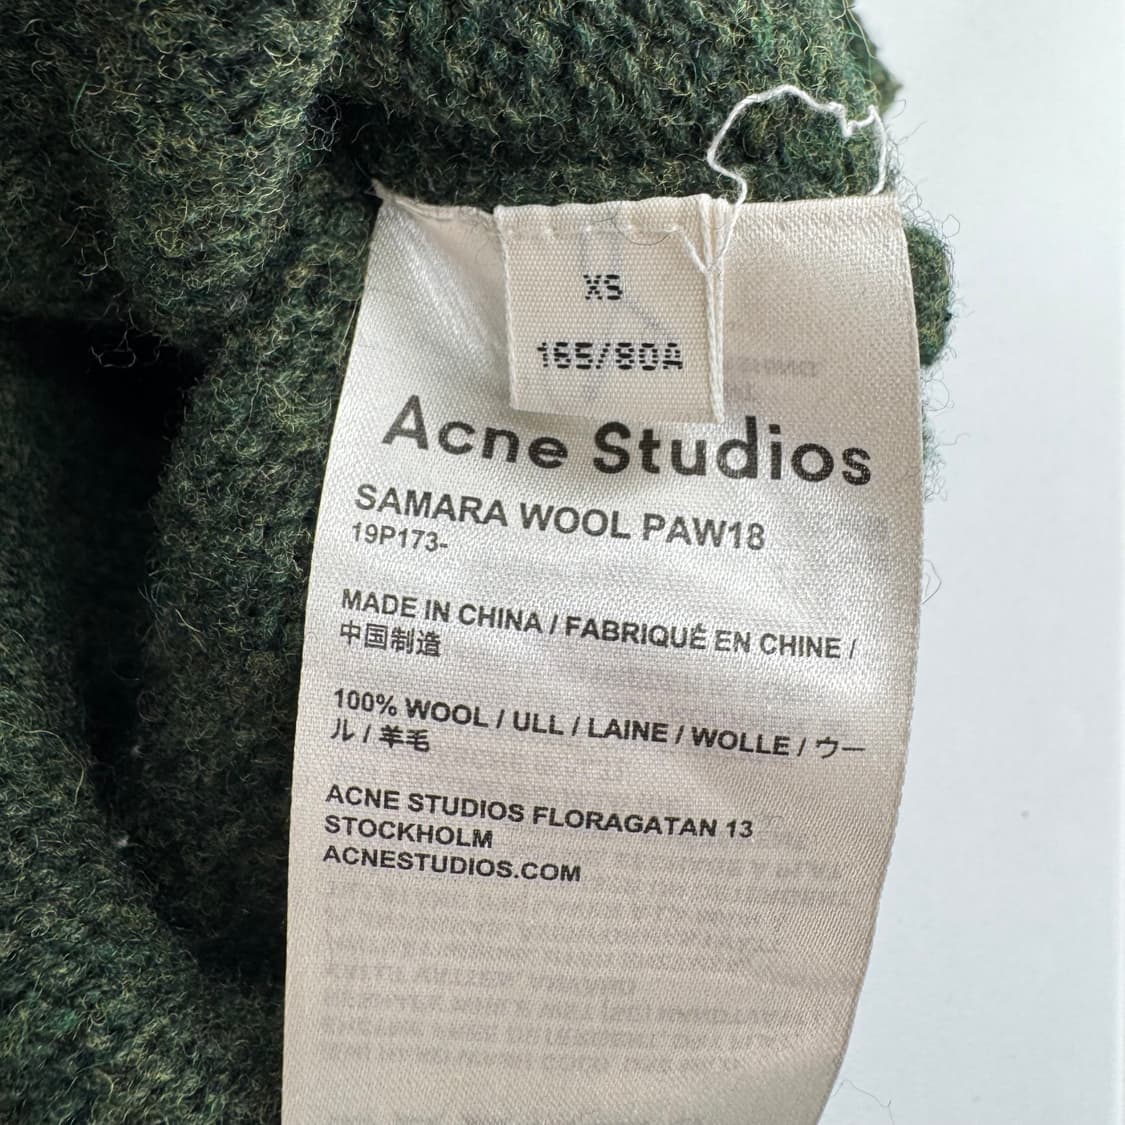 XS
165/80A
Acne Studios
SAMARA WOOL PAW18
19P173-
MADE IN CHINA / FABRIQUÉ EN CHINE /
中国制造
100% WOOL / ULL / LAINE / WOLLE / ウー
ル / 羊毛
ACNE STUDIOS FLORAGATAN 13
STOCKHOLM
ACNESTUDIOS.COM